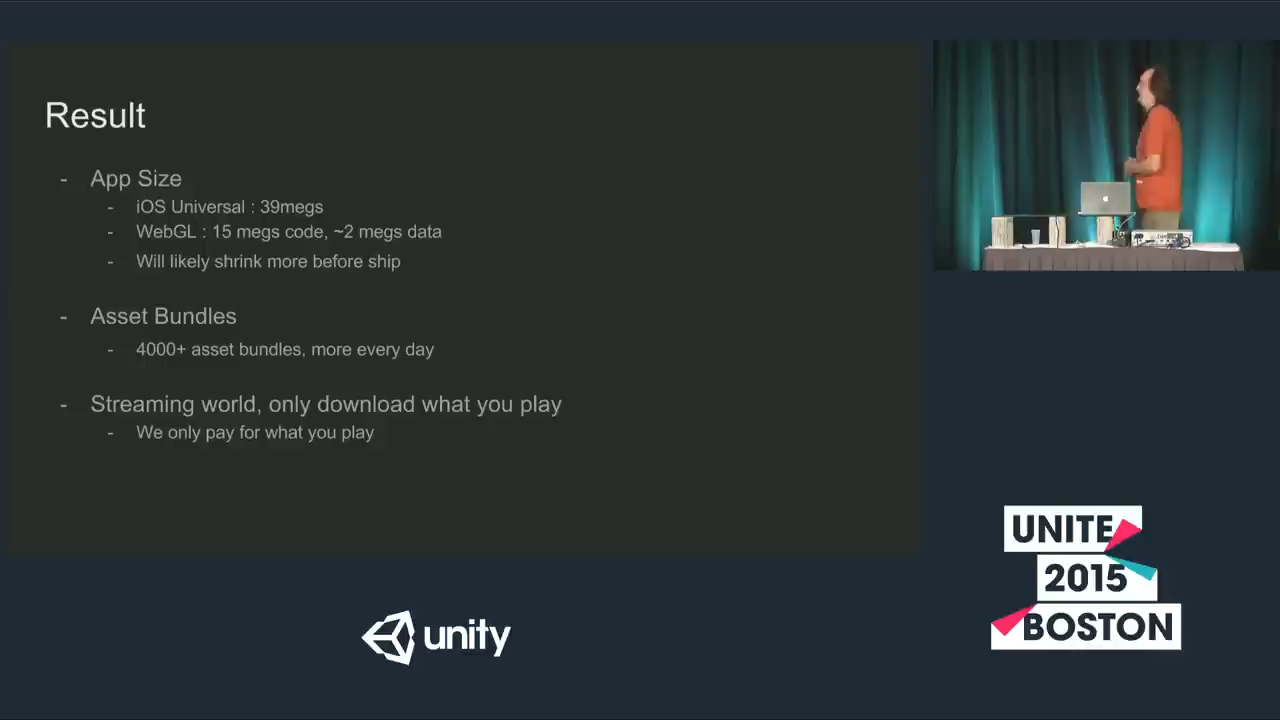 Result
- App Size
- iOS Universal : 39megs
- WebGL : 15 megs code, ~2 megs data
- Will likely shrink more before ship
- Asset Bundles
- 4000+ asset bundles, more every day
- Streaming world, only download what you play
- We only pay for what you play
unity
UNITE
2015
BOSTON